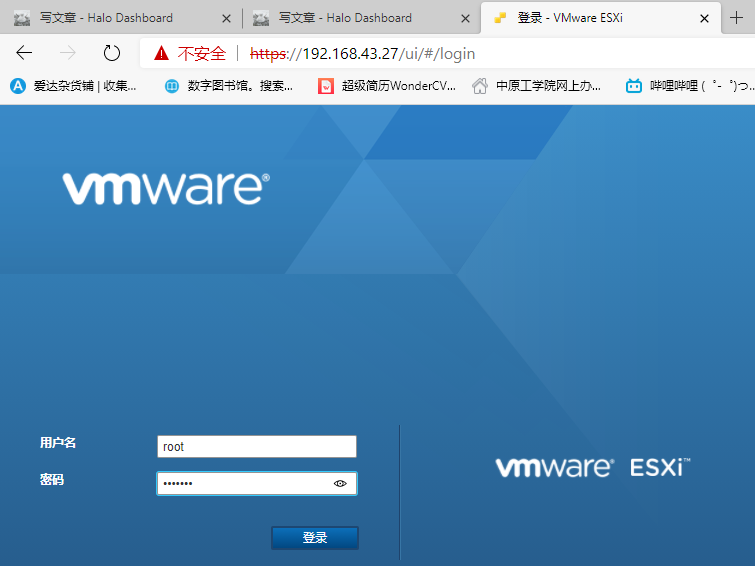 写文章 - Halo Dashboard
写文章 - Halo Dashboard
登录 - VMware ESXi
不安全 | https://192.168.43.27/ui/#/login
爱达杂货铺 | 收集...
数字图书馆。搜索...
超级简历WonderCV...
中原工学院网上办...
哔哩哔哩 ( ゜- ゜)つ...
vmware®
用户名 root
密码 •••••••
登录
vmware® ESXi™